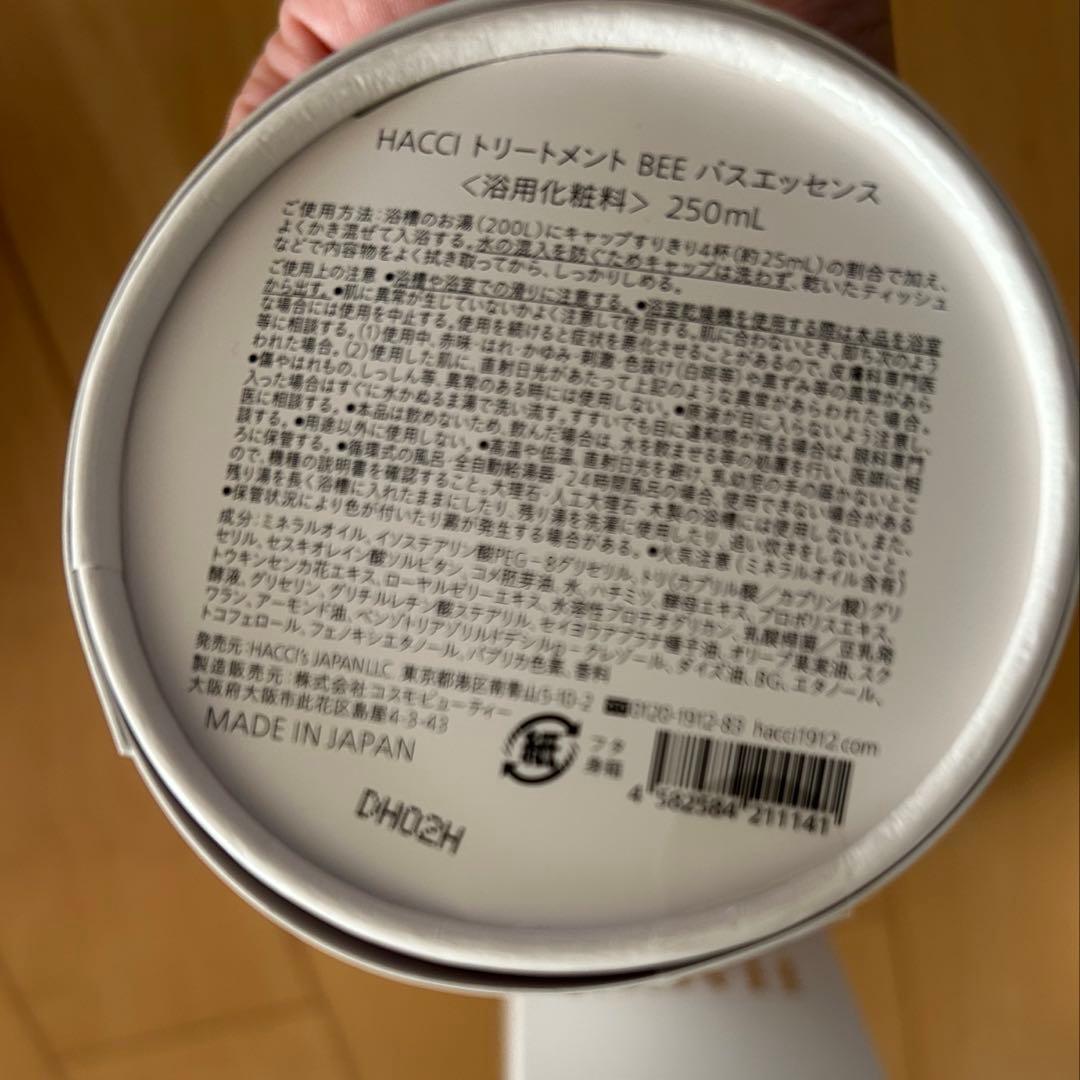 HACCI トリートメント BEE バスエッセンス
〈浴用化粧料〉 250mL
ご使用方法：浴槽のお湯（200L）にキャップすりきり4杯（約25mL）の割合で加え、
よくかき混ぜて入浴する。水の混入を防ぐためキャップは洗わず、乾いたティッシュ
などで内容物をよく拭き取ってから、しっかりしめる。
ご使用上の注意 ●浴槽や浴室での滑りに注意する。●浴室乾燥機を使用する際は本品を浴室
から出す。●肌に異常が生じていないかよく注意して使用する。肌に合わないとき、即ち次のよう
な場合には使用を中止する。使用を続けると症状を悪化させることがあるので、皮膚科専門医
等に相談する。（1）使用中、赤味・はれ・かゆみ・刺激・色抜け（白斑等）や黒ずみ等の異常があら
われた場合。（2）使用した肌に、直射日光があたって上記のような異常があらわれた場合。
●傷やはれもの、しっしん等、異常のある時には使用しない。●原液が目に入らないよう注意し、
入った場合はすぐに水かぬるま湯で洗い流す。すすいでも目に違和感が残る場合は、眼科専門
医に相談する。●本品は飲めないため、飲んだ場合は、水を飲ませる等の処置を行い、医師に相
談する。●用途以外に使用しない。●高温や低温、直射日光を避け、乳幼児の手の届かないとこ
ろに保管する。●循環式の風呂・全自動給湯器・24時間風呂の場合、使用できない場合がある
ので、機種の説明書を確認すること。大理石・人工大理石・木製の浴槽には使用しない。また、
残り湯を長く浴槽に入れたままにしたり、残り湯を洗濯に使用したり、追い炊きをしないこと。
●保管状況により色が付いたり澱が発生する場合がある。●火気注意（ミネラルオイル含有）
成分：ミネラルオイル、イソステアリン酸PEG－8グリセリル、トリ（カプリル酸／カプリン酸）グリ
セリル、セスキオレイン酸ソルビタン、コメ胚芽油、水、ハチミツ、酵母エキス、プロポリスエキス、
トウキンセンカ花エキス、ローヤルゼリーエキス、水溶性プロテオグリカン、乳酸桿菌／豆乳発
酵液、グリセリン、グリチルレチン酸ステアリル、セイヨウアブラナ種子油、オリーブ果実油、スク
ワラン、アーモンド油、ベンゾトリアゾリルドデシルp－クレゾール、ダイズ油、BG、エタノール、
トコフェロール、フェノキシエタノール、パプリカ色素、香料
発売元：HACCI's JAPAN LLC 東京都港区南青山5-10-2 0120-1912-83 hacci1912.com
製造販売元：株式会社コスモビューティー
大阪府大阪市此花区島屋4-3-43
MADE IN JAPAN
紙
フタ
身箱
4 582584 211141
DH02H